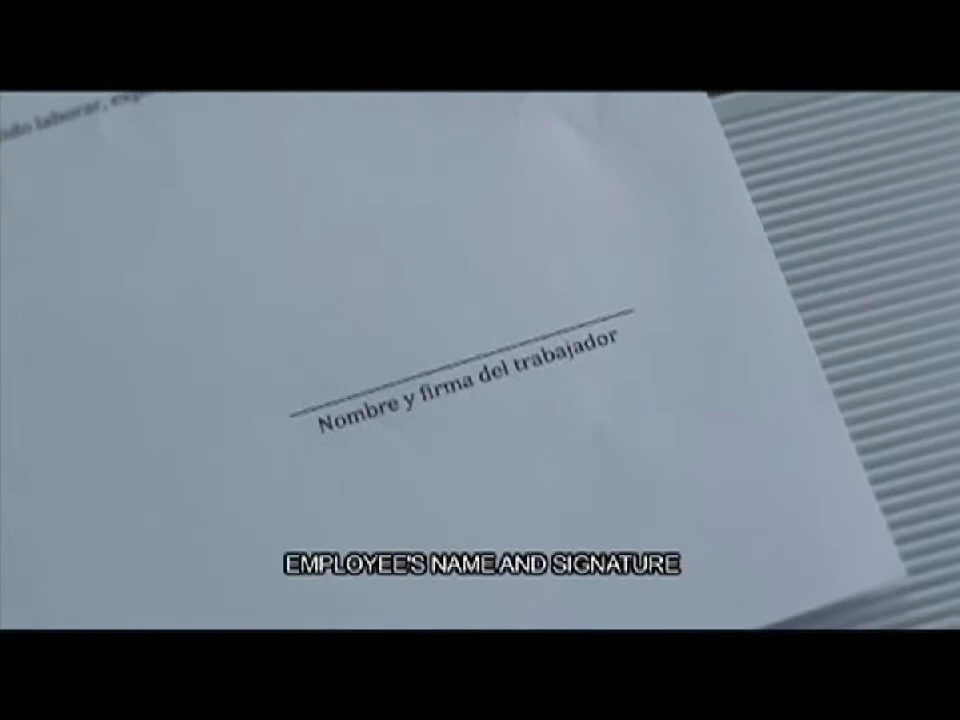 laborar,
Nombre y firma del trabajador
EMPLOYEE'S NAME AND SIGNATURE